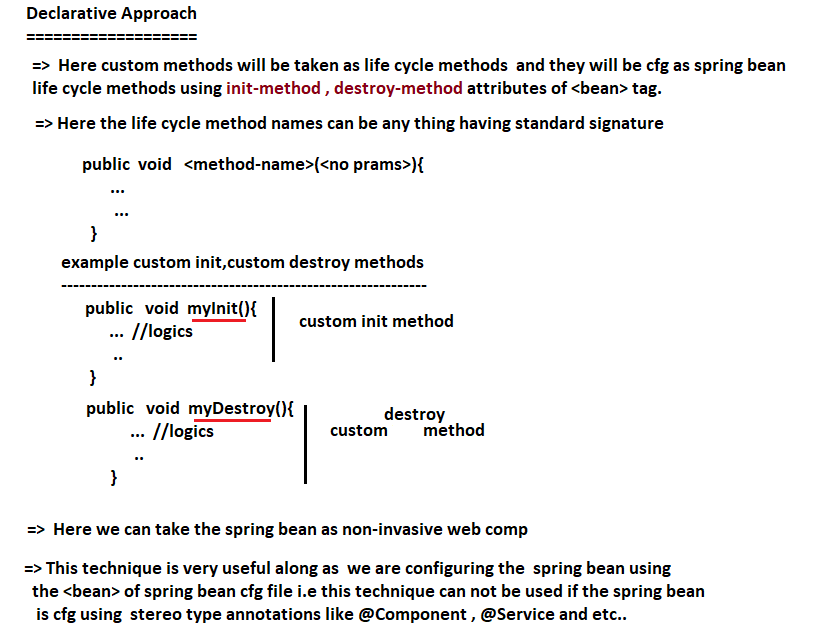 Declarative Approach
===================
=> Here custom methods will be taken as life cycle methods and they will be cfg as spring bean
life cycle methods using init-method , destroy-method attributes of <bean> tag.
=> Here the life cycle method names can be any thing having standard signature
public void <method-name>(<no prams>){
...
...
}
example custom init,custom destroy methods
-------------------------------------------------------------
public void myInit(){
... //logics
..
}
custom init method
public void myDestroy(){
... //logics
..
}
destroy
custom method
=> Here we can take the spring bean as non-invasive web comp
=> This technique is very useful along as we are configuring the spring bean using
the <bean> of spring bean cfg file i.e this technique can not be used if the spring bean
is cfg using stereo type annotations like @Component , @Service and etc..